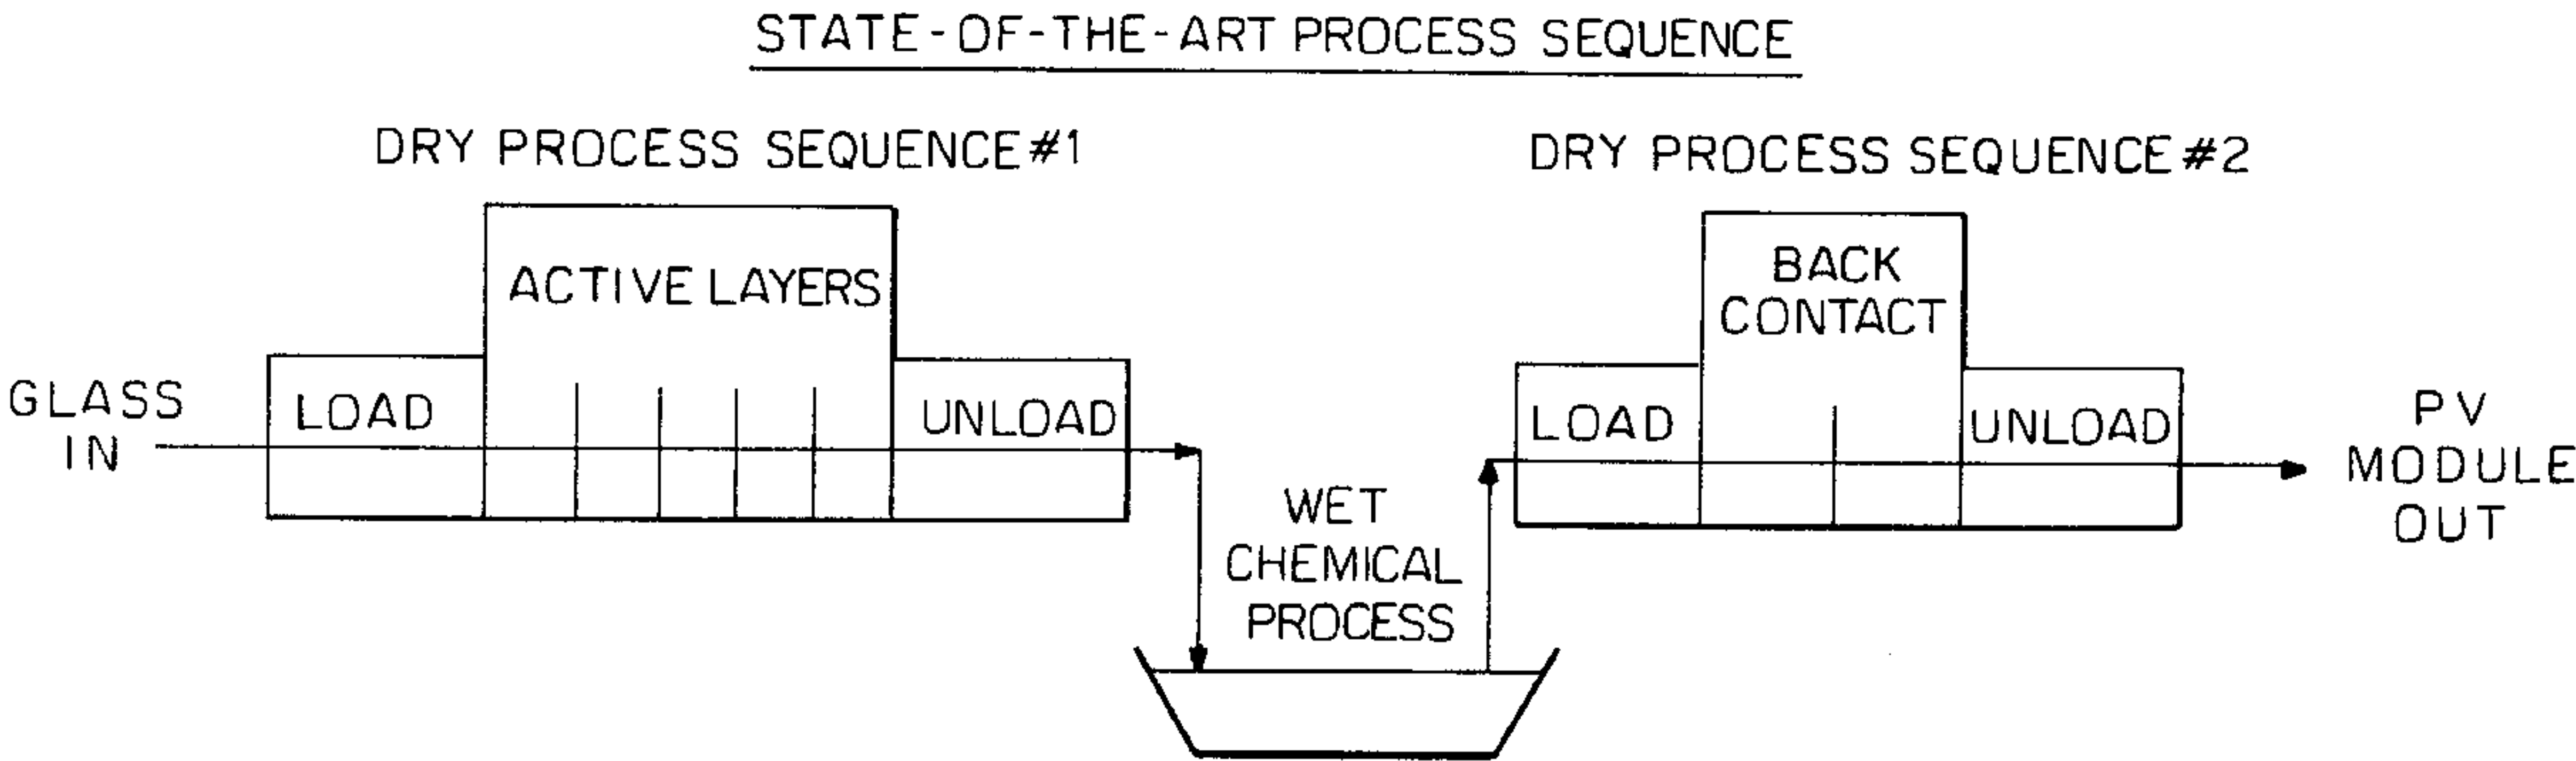 STATE-OF-THE-ART PROCESS SEQUENCE
DRY PROCESS SEQUENCE #1
DRY PROCESS SEQUENCE #2
GLASS
IN
LOAD
ACTIVE LAYERS
UNLOAD
WET
CHEMICAL
PROCESS
LOAD
BACK
CONTACT
UNLOAD
PV
MODULE
OUT